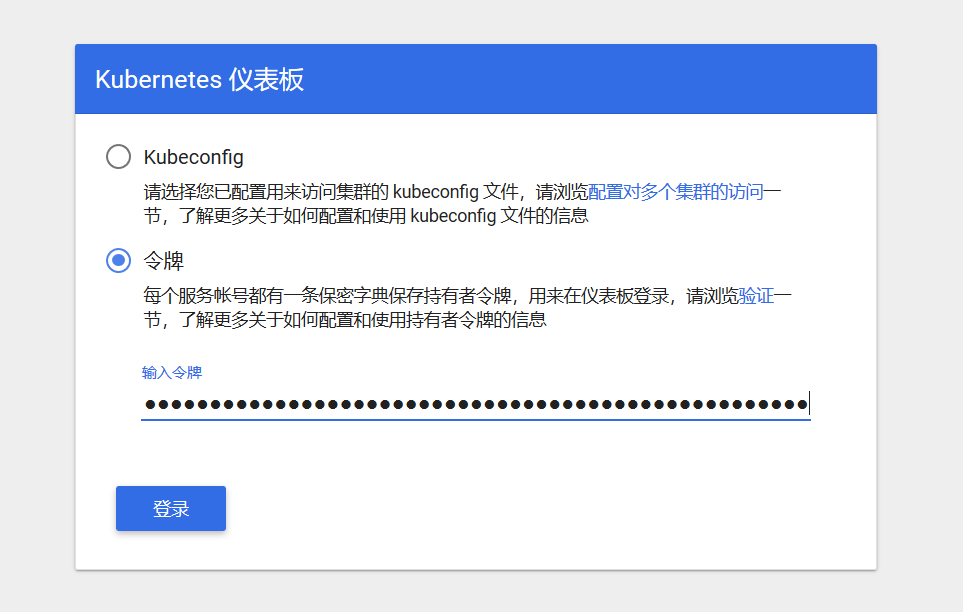 Kubernetes 仪表板
Kubeconfig
请选择您已配置用来访问集群的 kubeconfig 文件，请浏览配置对多个集群的访问一
节，了解更多关于如何配置和使用 kubeconfig 文件的信息
令牌
每个服务帐号都有一条保密字典保存持有者令牌，用来在仪表板登录，请浏览验证一
节，了解更多关于如何配置和使用持有者令牌的信息
输入令牌
登录